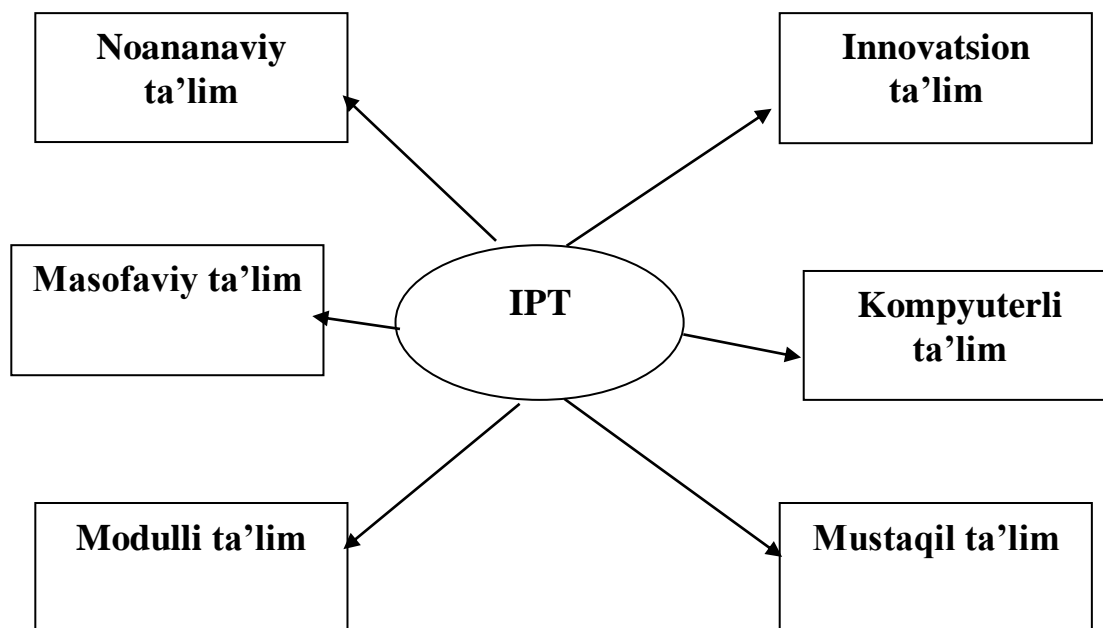 Noananaviy
ta’lim
Innovatsion
ta’lim
Masofaviy ta’lim
IPT
Kompyuterli
ta’lim
Modulli ta’lim
Mustaqil ta’lim